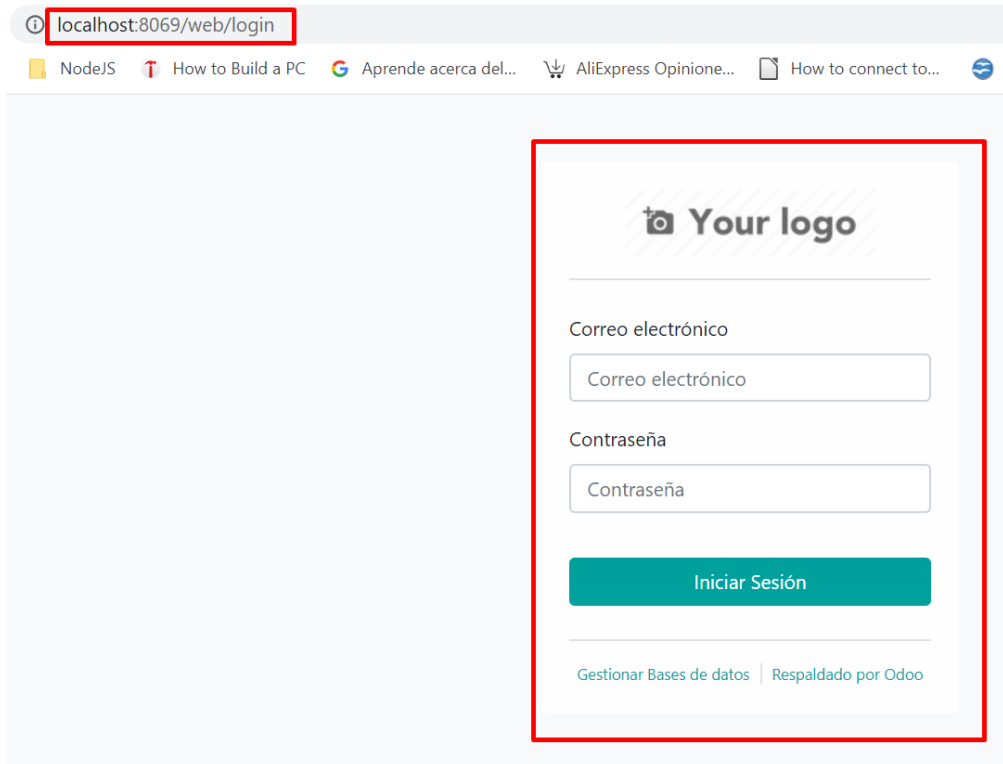 localhost:8069/web/login
NodeJS How to Build a PC Aprende acerca del... AliExpress Opinione... How to connect to...
Your logo
Correo electrónico
Correo electrónico
Contraseña
Contraseña
Iniciar Sesión
Gestionar Bases de datos | Respaldado por Odoo